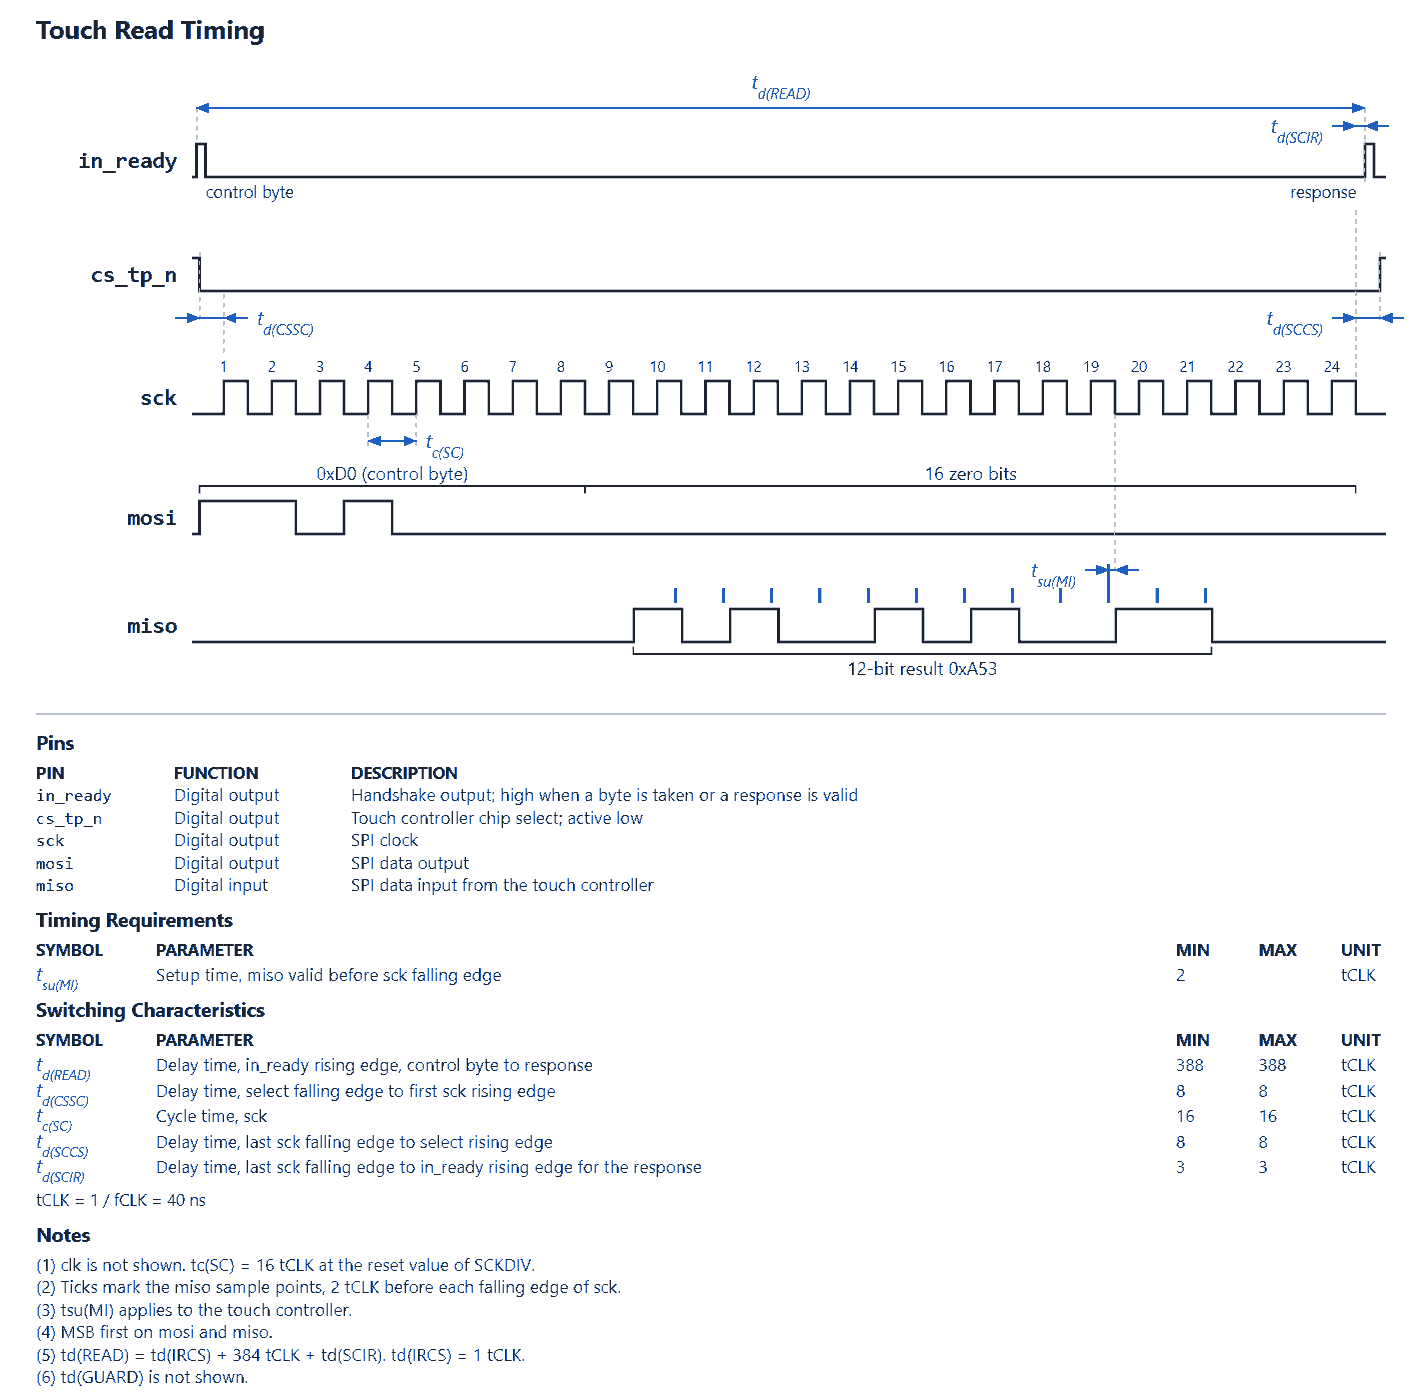 Touch Read Timing
td(READ)
td(SCIR)
in_ready
control byte
response
cs_tp_n
td(CSSC)
td(SCCS)
1 2 3 4 5 6 7 8 9 10 11 12 13 14 15 16 17 18 19 20 21 22 23 24
sck
tc(SC)
0xD0 (control byte)
16 zero bits
mosi
tsu(MI)
miso
12-bit result 0xA53
Pins
PIN FUNCTION DESCRIPTION
in_ready Digital output Handshake output; high when a byte is taken or a response is valid
cs_tp_n Digital output Touch controller chip select; active low
sck Digital output SPI clock
mosi Digital output SPI data output
miso Digital input SPI data input from the touch controller
Timing Requirements
SYMBOL PARAMETER MIN MAX UNIT
tsu(MI) Setup time, miso valid before sck falling edge 2 tCLK
Switching Characteristics
SYMBOL PARAMETER MIN MAX UNIT
td(READ) Delay time, in_ready rising edge, control byte to response 388 388 tCLK
td(CSSC) Delay time, select falling edge to first sck rising edge 8 8 tCLK
tc(SC) Cycle time, sck 16 16 tCLK
td(SCCS) Delay time, last sck falling edge to select rising edge 8 8 tCLK
td(SCIR) Delay time, last sck falling edge to in_ready rising edge for the response 3 3 tCLK
tCLK = 1 / fCLK = 40 ns
Notes
(1) clk is not shown. tc(SC) = 16 tCLK at the reset value of SCKDIV.
(2) Ticks mark the miso sample points, 2 tCLK before each falling edge of sck.
(3) tsu(MI) applies to the touch controller.
(4) MSB first on mosi and miso.
(5) td(READ) = td(IRCS) + 384 tCLK + td(SCIR). td(IRCS) = 1 tCLK.
(6) td(GUARD) is not shown.